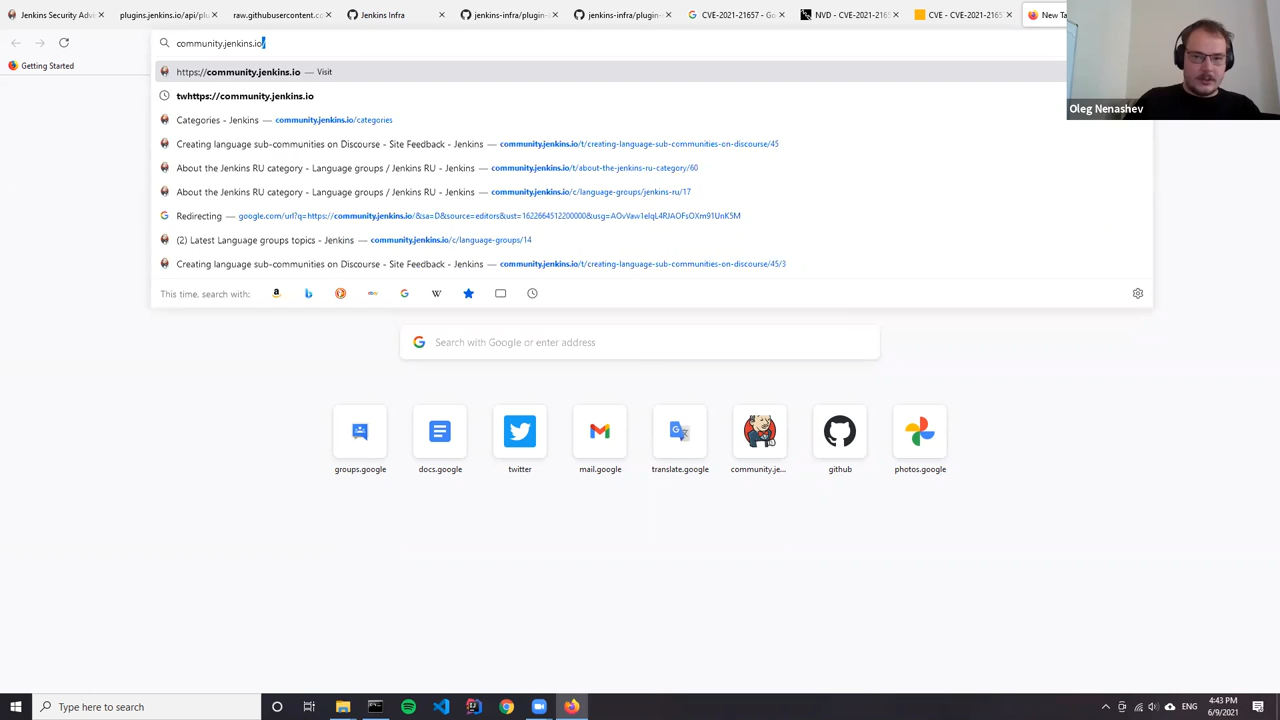 Jenkins Security Advi
plugins.jenkins.io/api/plu
raw.githubusercontent.co
Jenkins Infra
jenkins-infra/plugin-
jenkins-infra/plugin-
CVE-2021-21657 - Go
NVD - CVE-2021-2165
CVE - CVE-2021-2165
New Ta
community.jenkins.io/
Getting Started
https://community.jenkins.io — Visit
twhttps://community.jenkins.io
Categories - Jenkins — community.jenkins.io/categories
Creating language sub-communities on Discourse - Site Feedback - Jenkins — community.jenkins.io/t/creating-language-sub-communities-on-discourse/45
About the Jenkins RU category - Language groups / Jenkins RU - Jenkins — community.jenkins.io/t/about-the-jenkins-ru-category/60
About the Jenkins RU category - Language groups / Jenkins RU - Jenkins — community.jenkins.io/c/language-groups/jenkins-ru/17
Redirecting — google.com/url?q=https://community.jenkins.io/&sa=D&source=editors&ust=1622664512200000&usg=AOvVaw1elqL4RJAOFsOXm91UnK5M
(2) Latest Language groups topics - Jenkins — community.jenkins.io/c/language-groups/14
Creating language sub-communities on Discourse - Site Feedback - Jenkins — community.jenkins.io/t/creating-language-sub-communities-on-discourse/45/3
This time, search with:
Search with Google or enter address
groups.google
docs.google
twitter
mail.google
translate.google
community.je...
github
photos.google
Oleg Nenashev
Type here to search
ENG
4:43 PM
6/9/2021